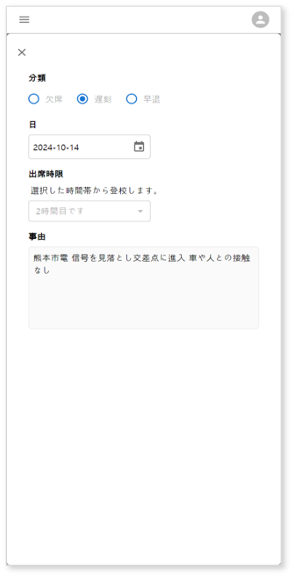 分類
欠席 遅刻 早退
日
2024-10-14
出席時限
選択した時間帯から登校します。
2時間目です
事由
熊本市電 信号を見落とし交差点に進入 車や人との接触
なし